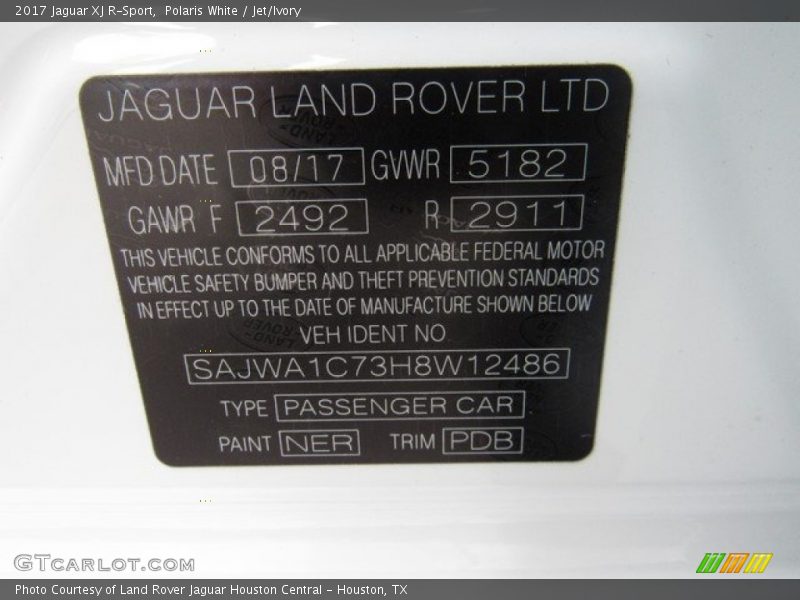 2017 Jaguar XJ R-Sport,  Polaris White / Jet/Ivory
JAGUAR LAND ROVER LTD
MFD DATE 08/17 GVWR 5182
GAWR F 2492 R 2911
THIS VEHICLE CONFORMS TO ALL APPLICABLE FEDERAL MOTOR
VEHICLE SAFETY BUMPER AND THEFT PREVENTION STANDARDS
IN EFFECT UP TO THE DATE OF MANUFACTURE SHOWN BELOW
VEH IDENT NO
SAJWA1C73H8W12486
TYPE PASSENGER CAR
PAINT NER TRIM PDB
GTCARLOT.COM
Photo Courtesy of Land Rover Jaguar Houston Central - Houston, TX